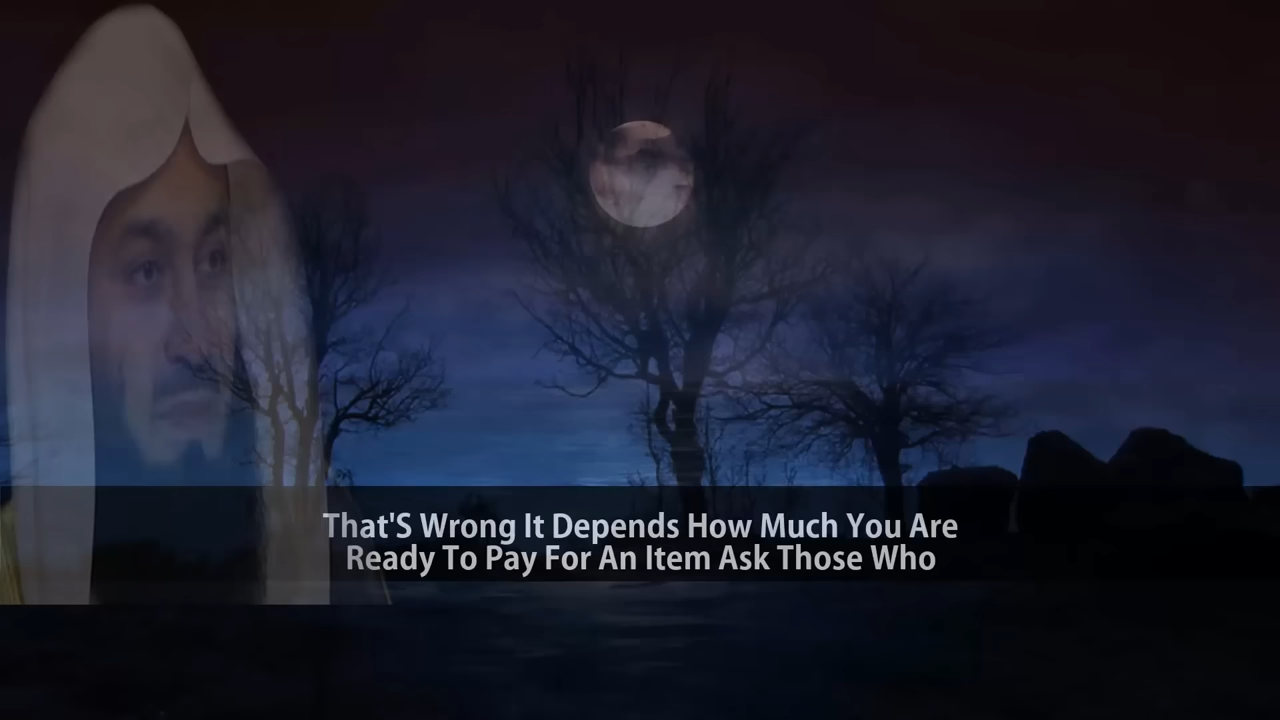 That'S Wrong It Depends How Much You Are
Ready To Pay For An Item Ask Those Who